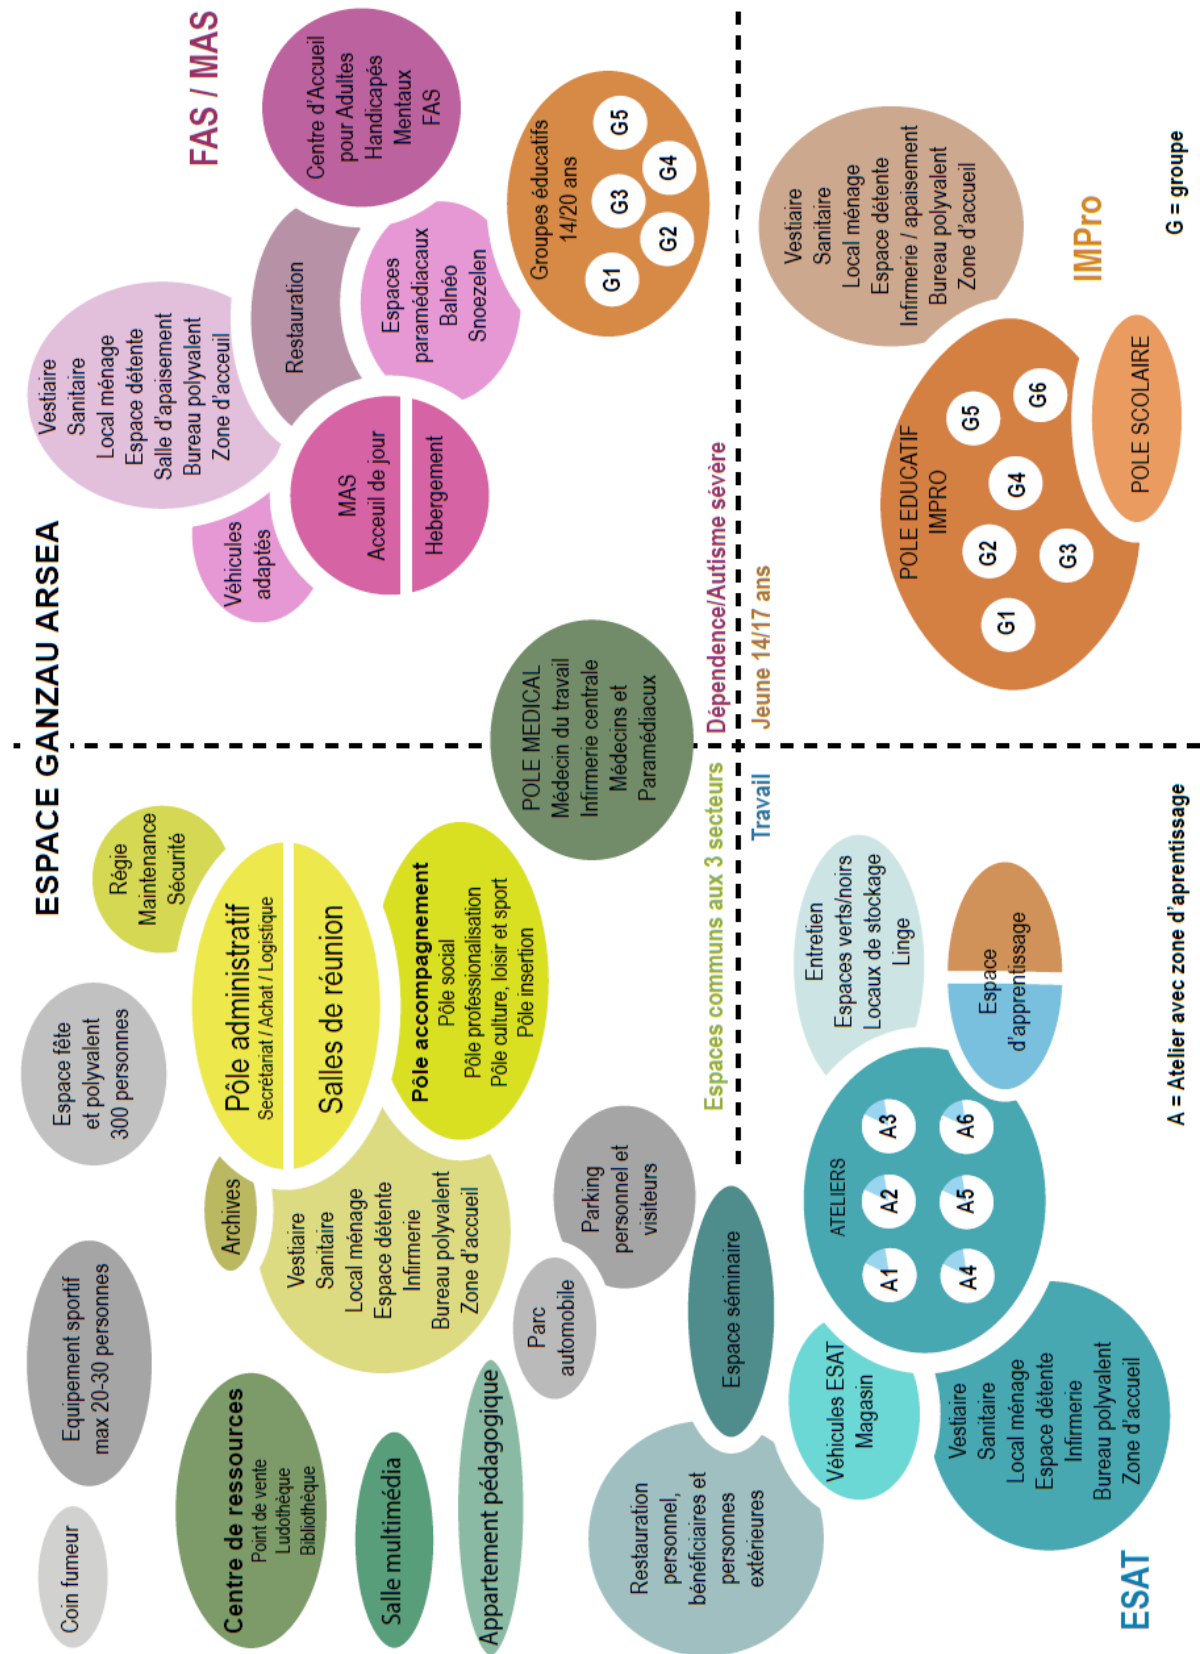 ESPACE GANZAU ARSEA
Coin fumeur
Equipement sportif
max 20-30 personnes
Espace fête
et polyvalent
300 personnes
Régie
Maintenance
Sécurité
Centre de ressources
Point de vente
Ludothèque
Bibliothèque
Archives
Pôle administratif
Secrétariat / Achat / Logistique
Salles de réunion
Vestiaire
Sanitaire
Local ménage
Espace détente
Infirmerie
Bureau polyvalent
Zone d'accueil
Pôle accompagnement
Pôle social
Pôle professionalisation
Pôle culture, loisir et sport
Pôle insertion
Salle multimédia
Appartement pédagogique
Parc
automobile
Parking
personnel et
visiteurs
POLE MEDICAL
Médecin du travail
Infirmerie centrale
Médecins et
Paramédiacux
Restauration
personnel,
bénéficiaires et
personnes
extérieures
Espace séminaire
Espaces communs aux 3 secteurs
FAS / MAS
Vestiaire
Sanitaire
Local ménage
Espace détente
Salle d'apaisement
Bureau polyvalent
Zone d'acceuil
Véhicules
adaptés
Restauration
Centre d'Accueil
pour Adultes
Handicapés
Mentaux
FAS
MAS
Acceuil de jour
Hebergement
Espaces
paramédiacaux
Balnéo
Snoezelen
Groupes éducatifs
14/20 ans
G1
G2
G3
G4
G5
Dépendence/Autisme sévère
Travail
Véhicules ESAT
Magasin
ATELIERS
A1
A2
A3
A4
A5
A6
Entretien
Espaces verts/noirs
Locaux de stockage
Linge
Espace
d'apprentissage
Vestiaire
Sanitaire
Local ménage
Espace détente
Infirmerie
Bureau polyvalent
Zone d'accueil
ESAT
A = Atelier avec zone d'aprentissage
Jeune 14/17 ans
Vestiaire
Sanitaire
Local ménage
Espace détente
Infirmerie / apaisement
Bureau polyvalent
Zone d'accueil
POLE EDUCATIF
IMPRO
G1
G2
G3
G4
G5
G6
POLE SCOLAIRE
IMPro
G = groupe